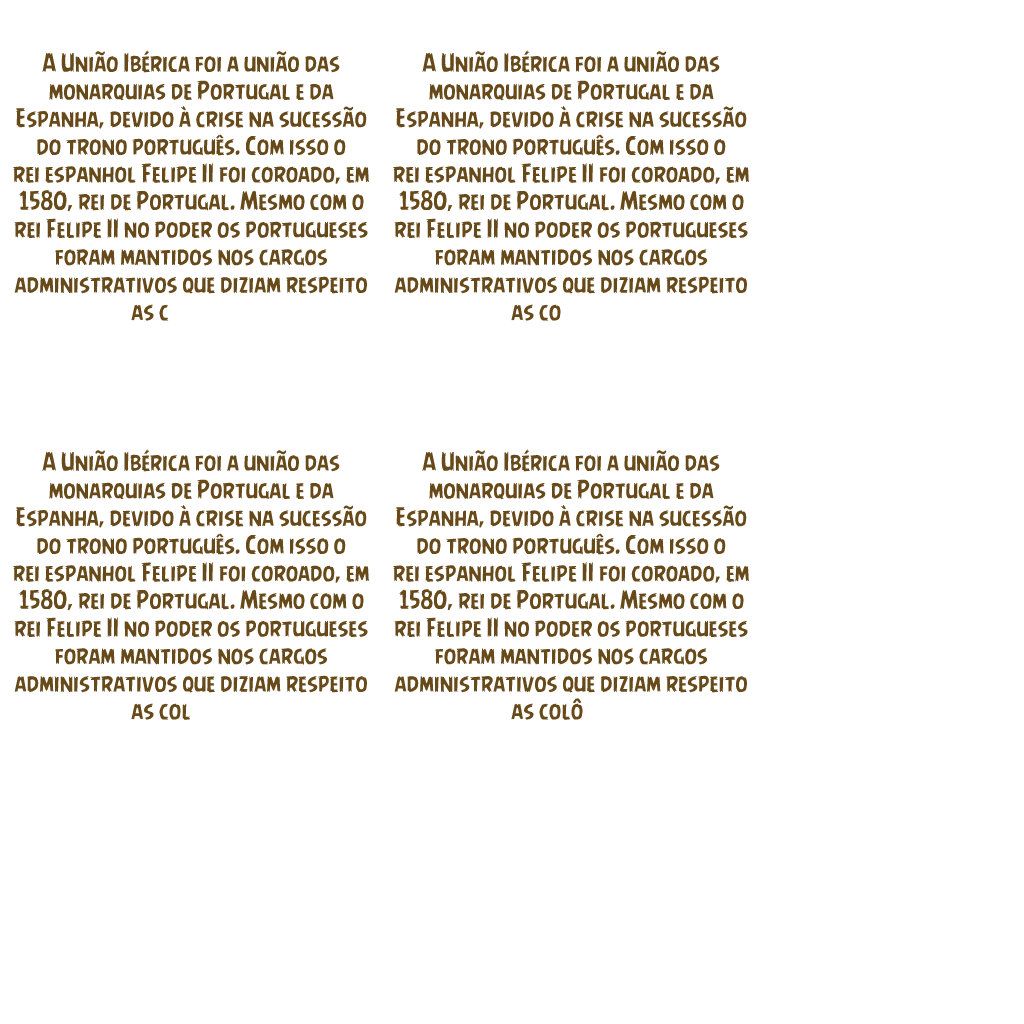 A União Ibérica foi a união das
monarquias de Portugal e da
Espanha, devido à crise na sucessão
do trono português. Com isso o
rei espanhol Felipe II foi coroado, em
1580, rei de Portugal. Mesmo com o
rei Felipe II no poder os portugueses
foram mantidos nos cargos
administrativos que diziam respeito
as c
A União Ibérica foi a união das
monarquias de Portugal e da
Espanha, devido à crise na sucessão
do trono português. Com isso o
rei espanhol Felipe II foi coroado, em
1580, rei de Portugal. Mesmo com o
rei Felipe II no poder os portugueses
foram mantidos nos cargos
administrativos que diziam respeito
as co
A União Ibérica foi a união das
monarquias de Portugal e da
Espanha, devido à crise na sucessão
do trono português. Com isso o
rei espanhol Felipe II foi coroado, em
1580, rei de Portugal. Mesmo com o
rei Felipe II no poder os portugueses
foram mantidos nos cargos
administrativos que diziam respeito
as col
A União Ibérica foi a união das
monarquias de Portugal e da
Espanha, devido à crise na sucessão
do trono português. Com isso o
rei espanhol Felipe II foi coroado, em
1580, rei de Portugal. Mesmo com o
rei Felipe II no poder os portugueses
foram mantidos nos cargos
administrativos que diziam respeito
as colô